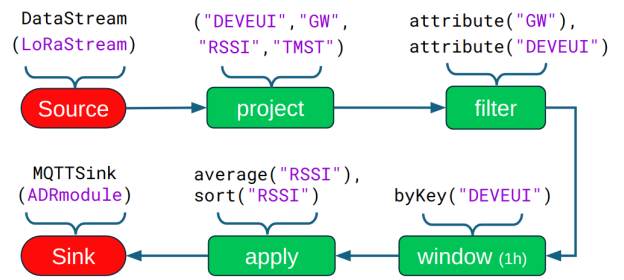 DataStream
(LoRaStream)
("DEVEUI","GW",
"RSSI","TMST")
attribute("GW"),
attribute("DEVEUI")
Source
project
filter
MQTTSink
(ADRmodule)
average("RSSI"),
sort("RSSI")
byKey("DEVEUI")
Sink
apply
window (1h)